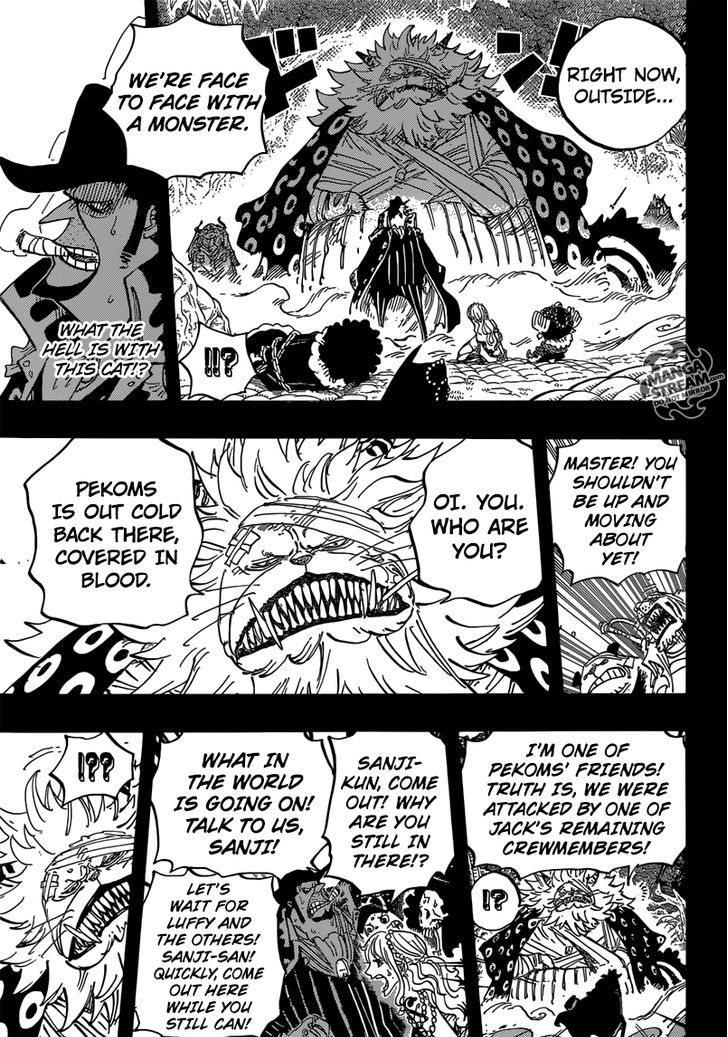 RIGHT NOW,
OUTSIDE...
WE'RE FACE
TO FACE WITH
A MONSTER.
WHAT THE
HELL IS WITH
THIS CAT!?
!!?
MANGA
STREAM.com
DO NOT MIRROR
MASTER! YOU
SHOULDN'T
BE UP AND
MOVING
ABOUT
YET!
OI. YOU.
WHO ARE
YOU?
PEKOMS
IS OUT COLD
BACK THERE,
COVERED IN
BLOOD.
I'M ONE OF
PEKOMS' FRIENDS!
TRUTH IS, WE WERE
ATTACKED BY ONE OF
JACK'S REMAINING
CREWMEMBERS!
!?
SANJI-
KUN, COME
OUT! WHY
ARE YOU
STILL IN
THERE!?
WHAT IN
THE WORLD
IS GOING ON!
TALK TO US,
SANJI!
LET'S
WAIT FOR
LUFFY AND
THE OTHERS!
SANJI-SAN!
QUICKLY, COME
OUT HERE
WHILE YOU
STILL CAN!
!??